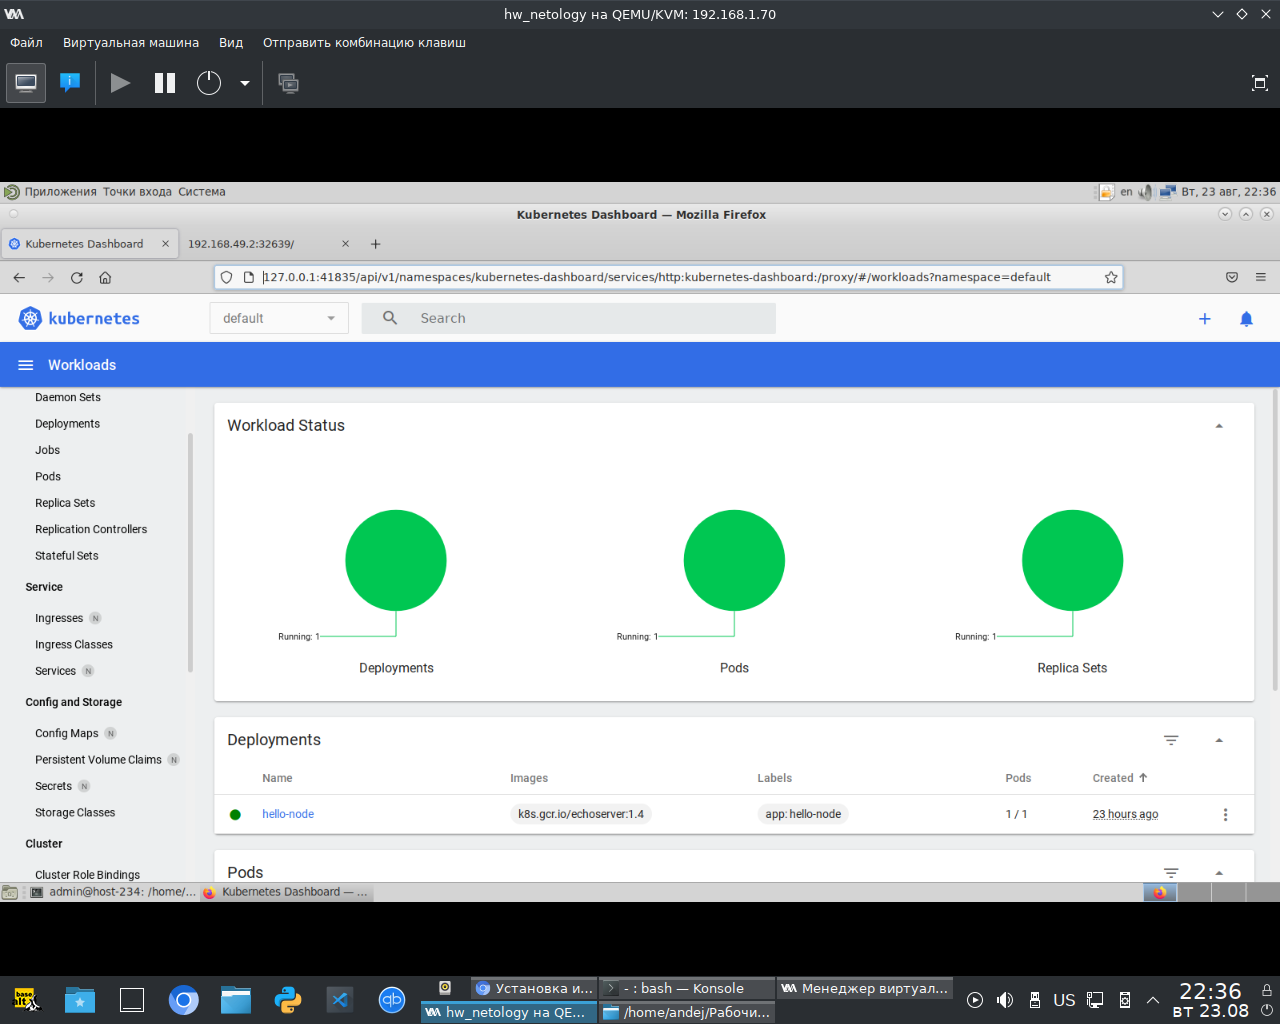 hw_netology на QEMU/KVM: 192.168.1.70
Файл Виртуальная машина Вид Отправить комбинацию клавиш
Приложения Точки входа Система en Вт, 23 авг, 22:36
Kubernetes Dashboard — Mozilla Firefox
Kubernetes Dashboard 192.168.49.2:32639/
127.0.0.1:41835/api/v1/namespaces/kubernetes-dashboard/services/http:kubernetes-dashboard:/proxy/#/workloads?namespace=default
kubernetes default Search
Workloads
Daemon Sets
Deployments
Jobs
Pods
Replica Sets
Replication Controllers
Stateful Sets
Service
Ingresses N
Ingress Classes
Services N
Config and Storage
Config Maps N
Persistent Volume Claims N
Secrets N
Storage Classes
Cluster
Cluster Role Bindings
Workload Status
Running: 1 Running: 1 Running: 1
Deployments Pods Replica Sets
Deployments
Name Images Labels Pods Created
hello-node k8s.gcr.io/echoserver:1.4 app: hello-node 1 / 1 23 hours ago
Pods
admin@host-234: /home/... Kubernetes Dashboard — ...
base alt Установка и... - : bash — Konsole Менеджер виртуал...
hw_netology на QE... /home/andej/Рабочи...
qb US 22:36
вт 23.08